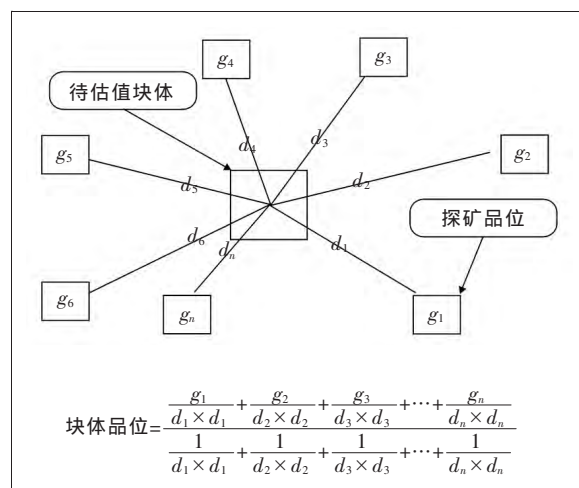 g₄
g₃
待估值块体
d₄
d₃
g₅
g₂
d₅
d₂
探矿品位
d₆
dₙ
d₁
g₆
gₙ
g₁
块体品位=
g₁/(d₁×d₁)+g₂/(d₂×d₂)+g₃/(d₃×d₃)+⋯+gₙ/(dₙ×dₙ)
1/(d₁×d₁)+1/(d₂×d₂)+1/(d₃×d₃)+⋯+1/(dₙ×dₙ)